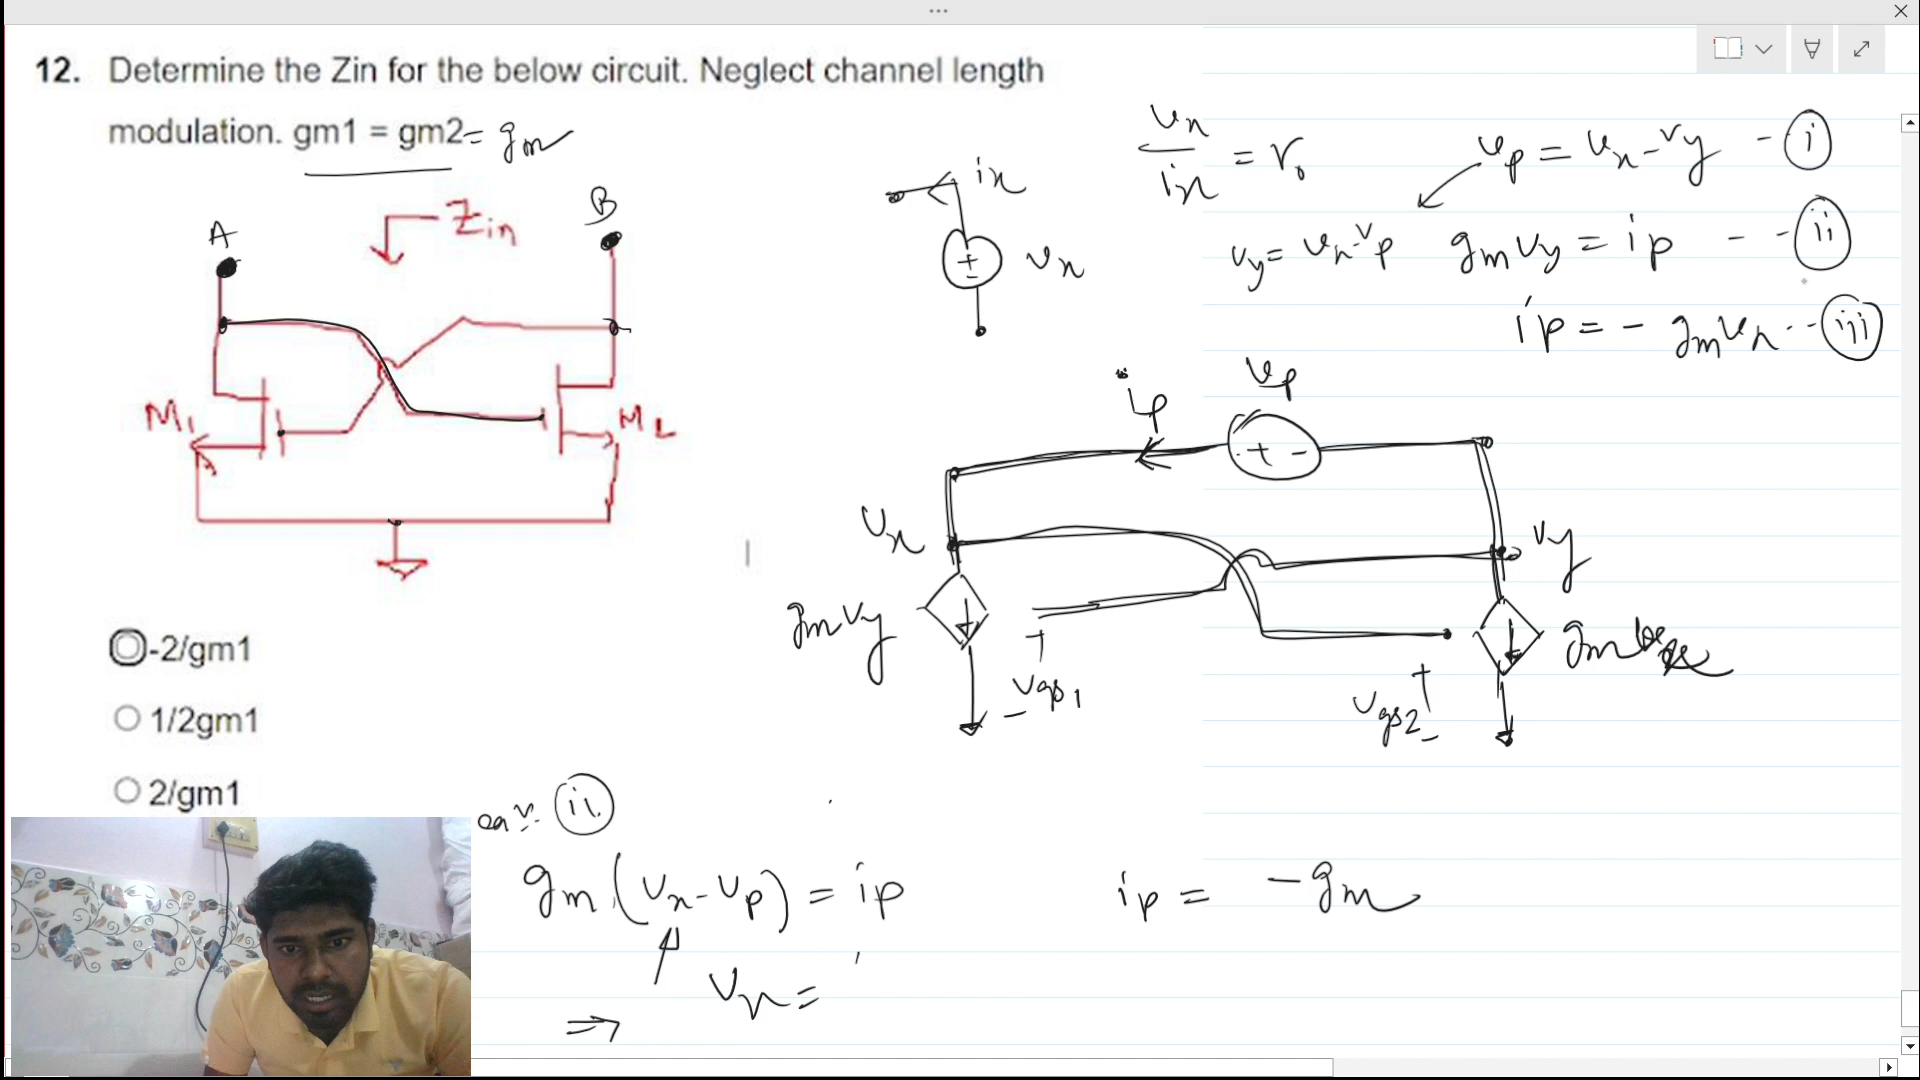 12. Determine the Zin for the below circuit. Neglect channel length
modulation. gm1 = gm2 = gm
A
Zin
B
M1
M2
-2/gm1
1/2gm1
2/gm1
ix
vx
vx/ix = ro
vp = vx - vy - (i)
vy = vx - vp
gm vy = ip - - (ii)
ip = - gm vx - - (iii)
ip
vp
+ -
vx
vy
gm vy
+
vgs1
-
+
vgs2
-
(ii)
gm (vx - vp) = ip
ip = - gm
vx =
⇒